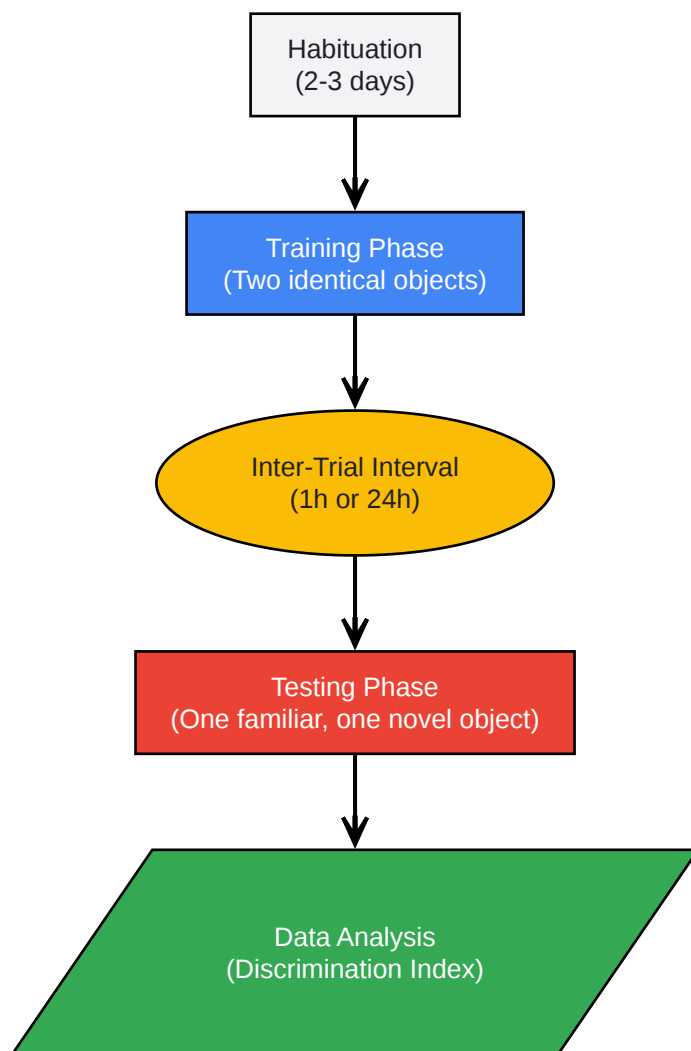 Habituation
(2-3 days)
Training Phase
(Two identical objects)
Inter-Trial Interval
(1h or 24h)
Testing Phase
(One familiar, one novel object)
Data Analysis
(Discrimination Index)